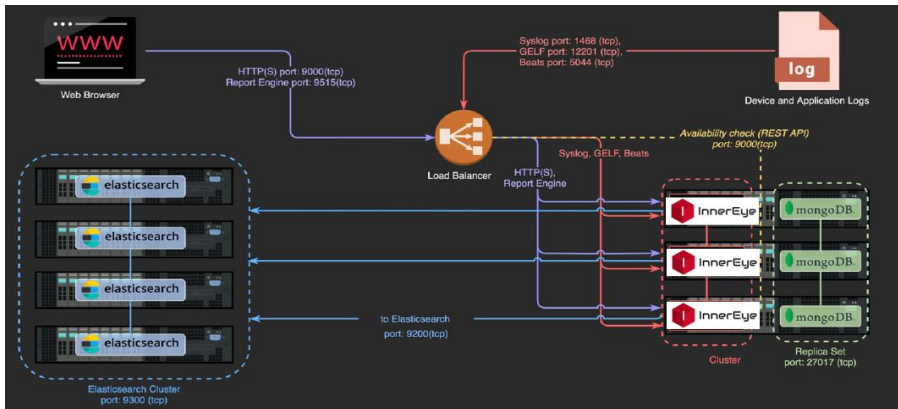 WWW
Web Browser
HTTP(S) port: 9000(tcp)
Report Engine port: 9515(tcp)
Syslog port: 1468 (tcp),
GELF port: 12201 (tcp),
Beats port: 5044 (tcp)
log
Device and Application Logs
Load Balancer
Availability check (REST API)
port: 9000(tcp)
Syslog, GELF, Beats
HTTP(S),
Report Engine
elasticsearch
elasticsearch
elasticsearch
elasticsearch
Elasticsearch Cluster
port: 9300 (tcp)
to Elasticsearch
port: 9200(tcp)
I InnerEye
I InnerEye
I InnerEye
Cluster
mongoDB.
mongoDB.
mongoDB.
Replica Set
port: 27017 (tcp)